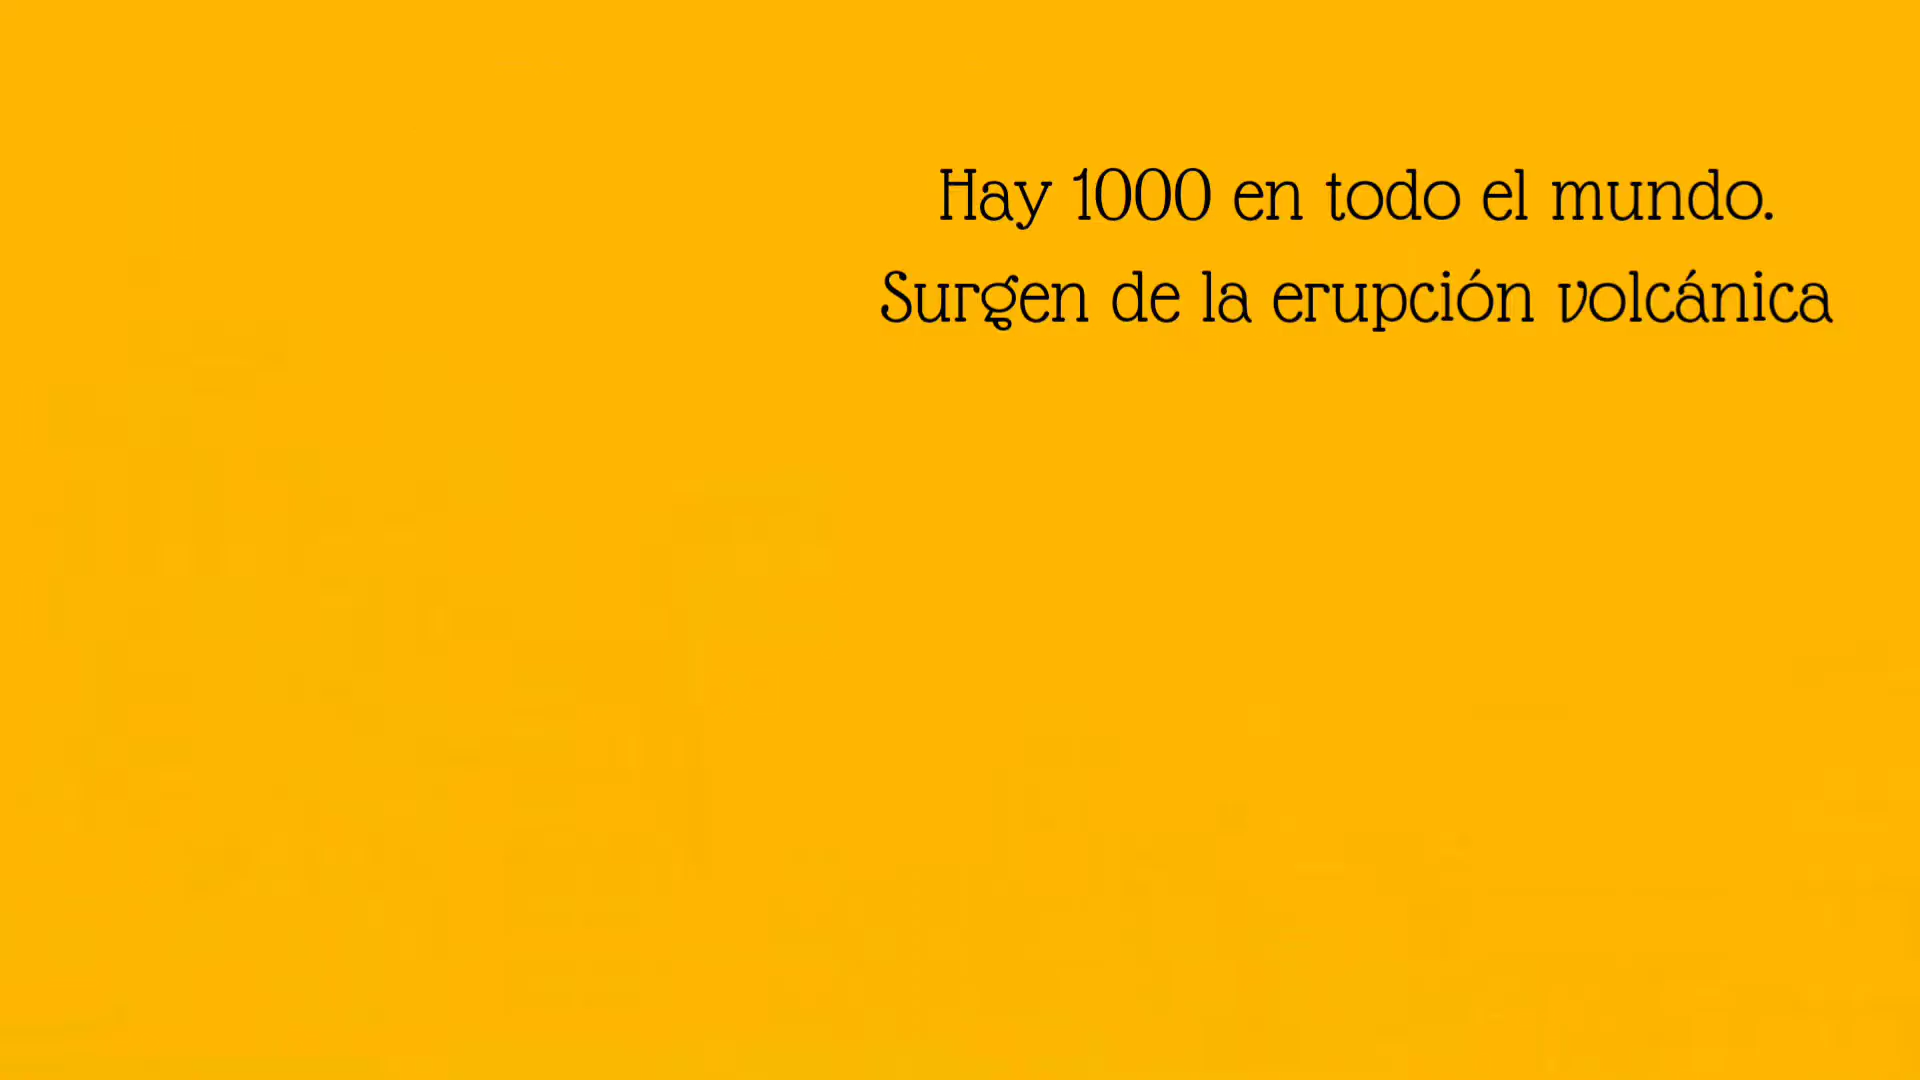 Hay 1000 en todo el mundo.
Surgen de la erupción volcánica